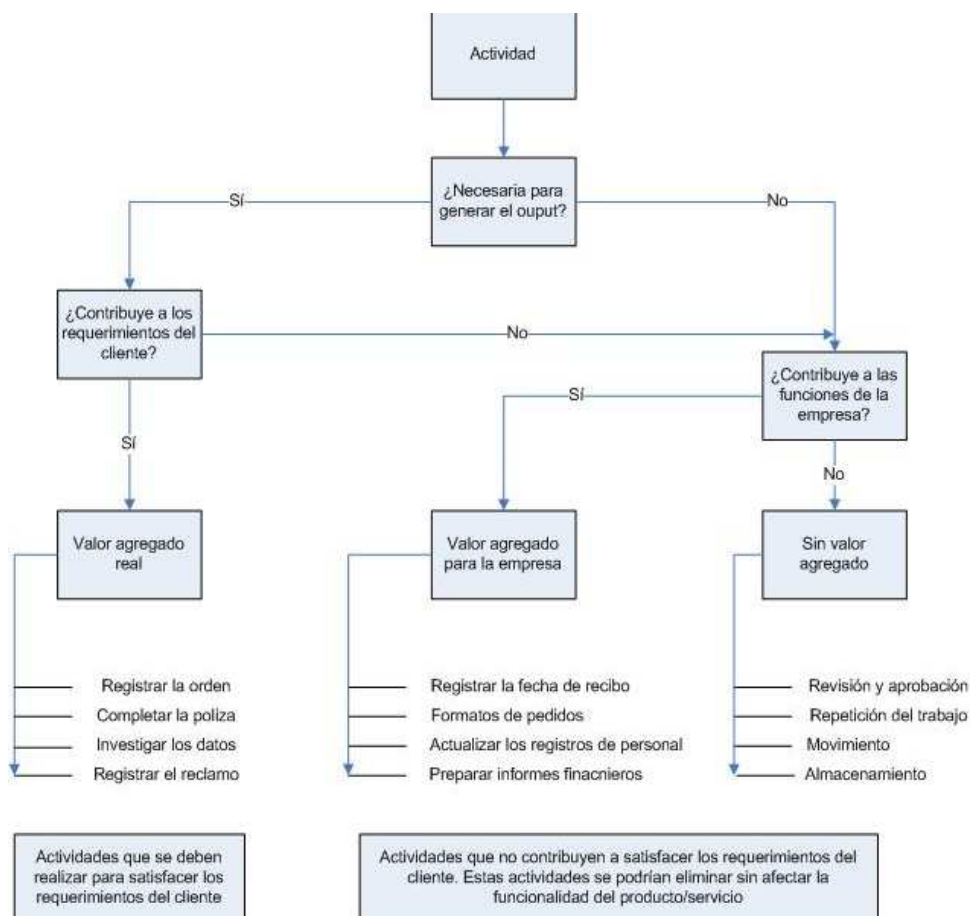 Actividad
¿Necesaria para
generar el ouput?
Sí
No
¿Contribuye a los
requerimientos del
cliente?
No
¿Contribuye a las
funciones de la
empresa?
Sí
Sí
No
Valor agregado
real
Valor agregado
para la empresa
Sin valor
agregado
Registrar la orden
Completar la poliza
Investigar los datos
Registrar el reclamo
Registrar la fecha de recibo
Formatos de pedidos
Actualizar los registros de personal
Preparar informes finacnieros
Revisión y aprobación
Repetición del trabajo
Movimiento
Almacenamiento
Actividades que se deben
realizar para satisfacer los
requerimientos del cliente
Actividades que no contribuyen a satisfacer los requerimientos del
cliente. Estas actividades se podrían eliminar sin afectar la
funcionalidad del producto/servicio